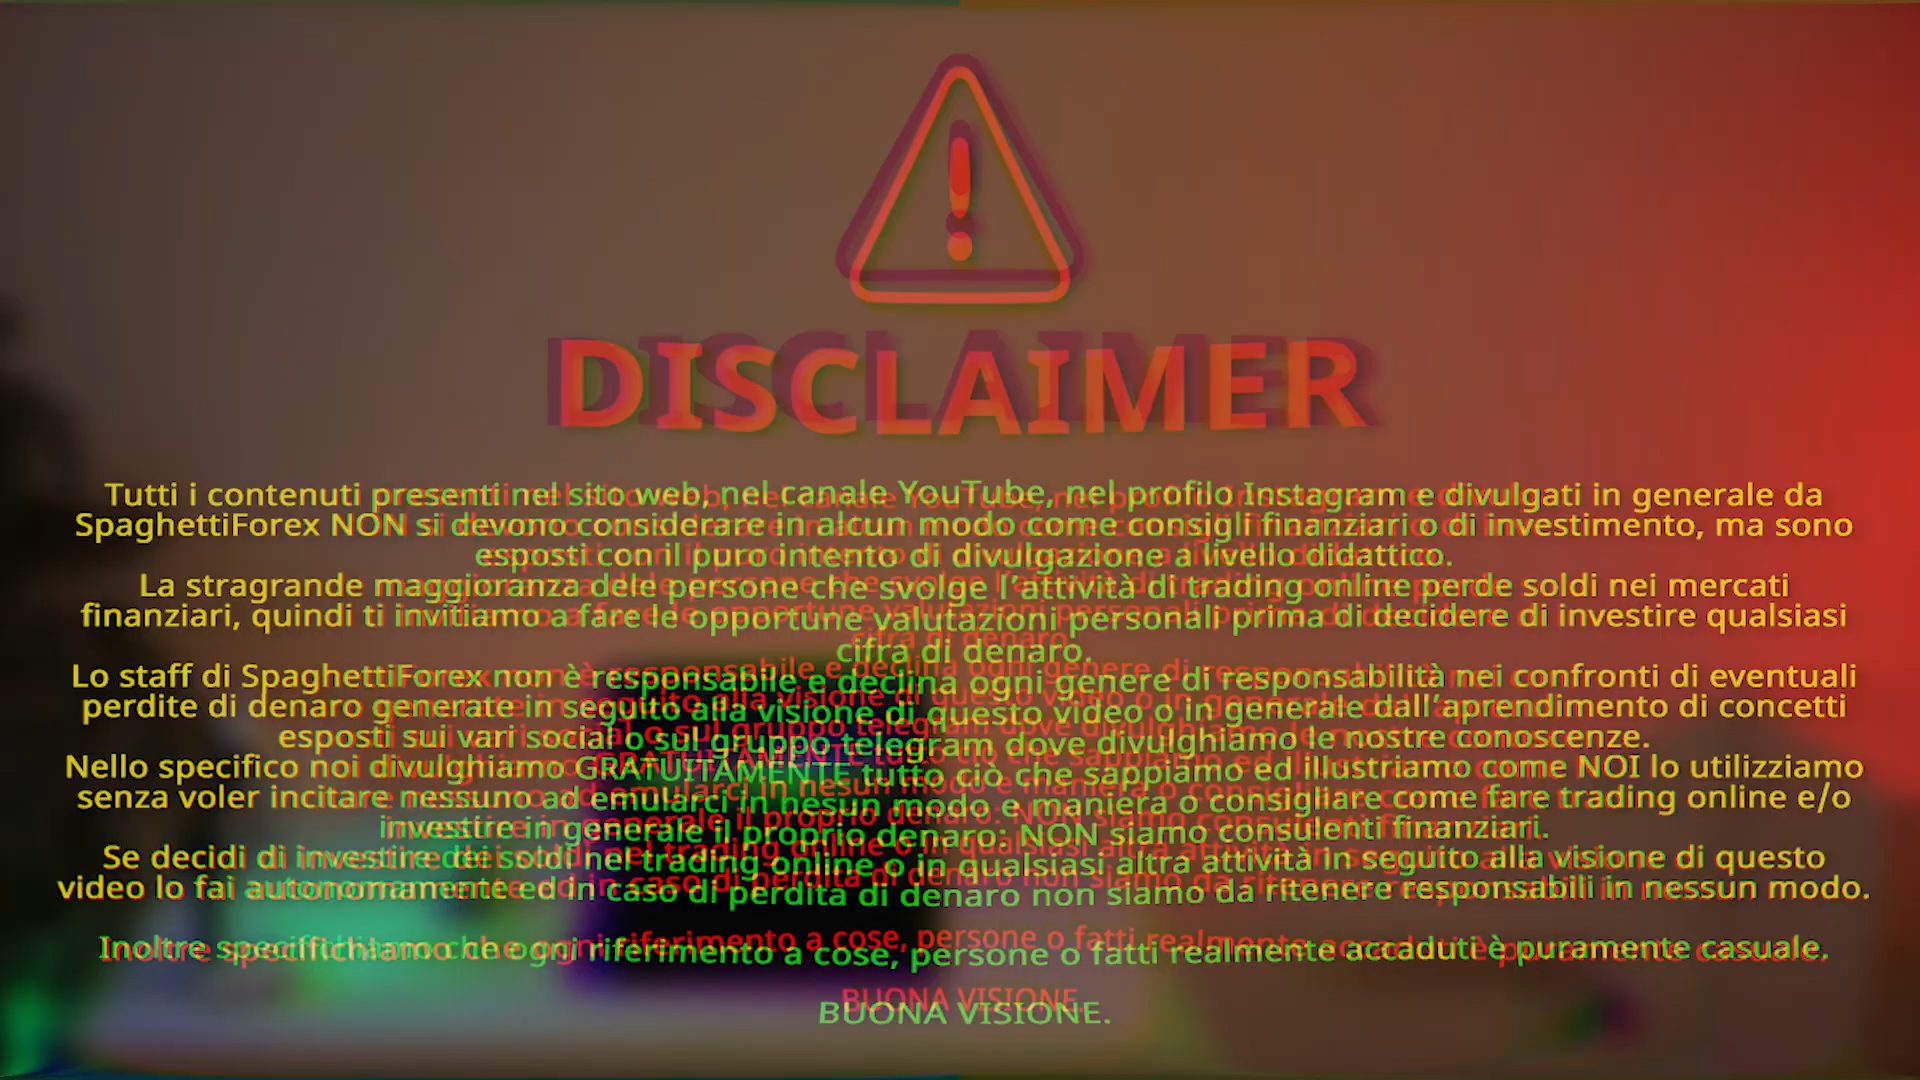 DISCLAIMER
Tutti i contenuti presenti nel sito web, nel canale YouTube, nel profilo Instagram e divulgati in generale da
SpaghettiForex NON si devono considerare in alcun modo come consigli finanziari o di investimento, ma sono
esposti con il puro intento di divulgazione a livello didattico.
La stragrande maggioranza delle persone che svolge l'attività di trading online perde soldi nei mercati
finanziari, quindi ti invitiamo a fare le opportune valutazioni personali prima di decidere di investire qualsiasi
cifra di denaro.
Lo staff di SpaghettiForex non è responsabile e declina ogni genere di responsabilità nei confronti di eventuali
perdite di denaro generate in seguito alla visione di questo video o in generale dall'aprendimento di concetti
esposti sui vari social o sul gruppo telegram dove divulghiamo le nostre conoscenze.
Nello specifico noi divulghiamo GRATUITAMENTE tutto ciò che sappiamo ed illustriamo come NOI lo utilizziamo
senza voler incitare nessuno ad emularci in nesun modo e maniera o consigliare come fare trading online e/o
investire in generale il proprio denaro: NON siamo consulenti finanziari.
Se decidi di investire dei soldi nel trading online o in qualsiasi altra attività in seguito alla visione di questo
video lo fai autonomamente ed in caso di perdita di denaro non siamo da ritenere responsabili in nessun modo.
Inoltre specifichiamo che ogni riferimento a cose, persone o fatti realmente accaduti è puramente casuale.
BUONA VISIONE.